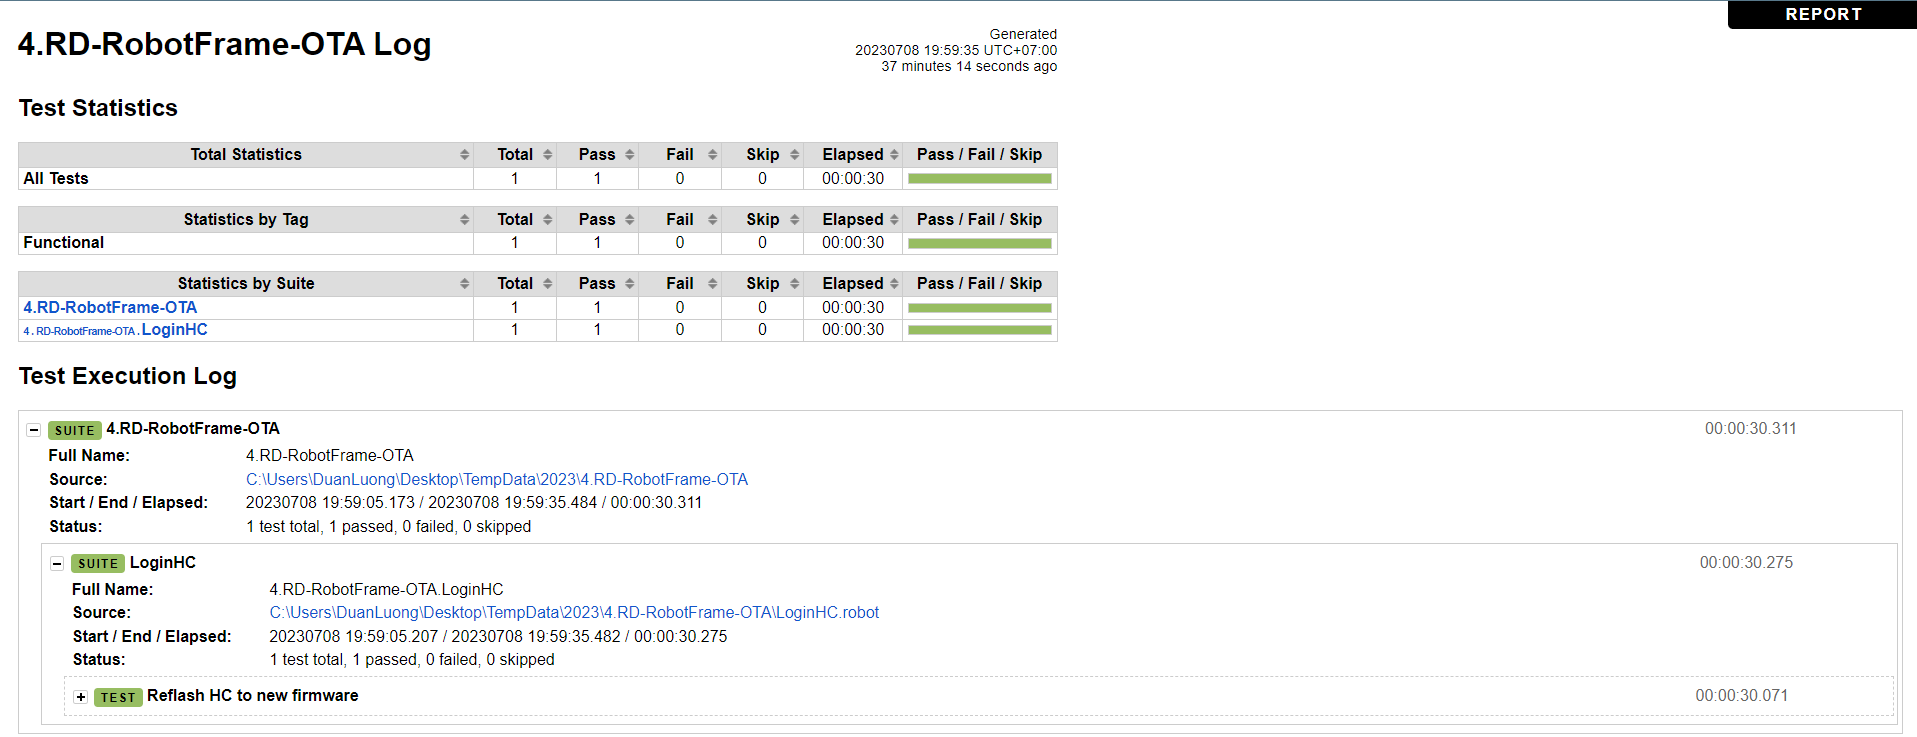 REPORT
4.RD-RobotFrame-OTA Log
Generated
20230708 19:59:35 UTC+07:00
37 minutes 14 seconds ago
Test Statistics
Total Statistics Total Pass Fail Skip Elapsed Pass / Fail / Skip
All Tests 1 1 0 0 00:00:30
Statistics by Tag Total Pass Fail Skip Elapsed Pass / Fail / Skip
Functional 1 1 0 0 00:00:30
Statistics by Suite Total Pass Fail Skip Elapsed Pass / Fail / Skip
4.RD-RobotFrame-OTA 1 1 0 0 00:00:30
4.RD-RobotFrame-OTA.LoginHC 1 1 0 0 00:00:30
Test Execution Log
SUITE 4.RD-RobotFrame-OTA 00:00:30.311
Full Name: 4.RD-RobotFrame-OTA
Source: C:\Users\DuanLuong\Desktop\TempData\2023\4.RD-RobotFrame-OTA
Start / End / Elapsed: 20230708 19:59:05.173 / 20230708 19:59:35.484 / 00:00:30.311
Status: 1 test total, 1 passed, 0 failed, 0 skipped
SUITE LoginHC 00:00:30.275
Full Name: 4.RD-RobotFrame-OTA.LoginHC
Source: C:\Users\DuanLuong\Desktop\TempData\2023\4.RD-RobotFrame-OTA\LoginHC.robot
Start / End / Elapsed: 20230708 19:59:05.207 / 20230708 19:59:35.482 / 00:00:30.275
Status: 1 test total, 1 passed, 0 failed, 0 skipped
TEST Reflash HC to new firmware 00:00:30.071